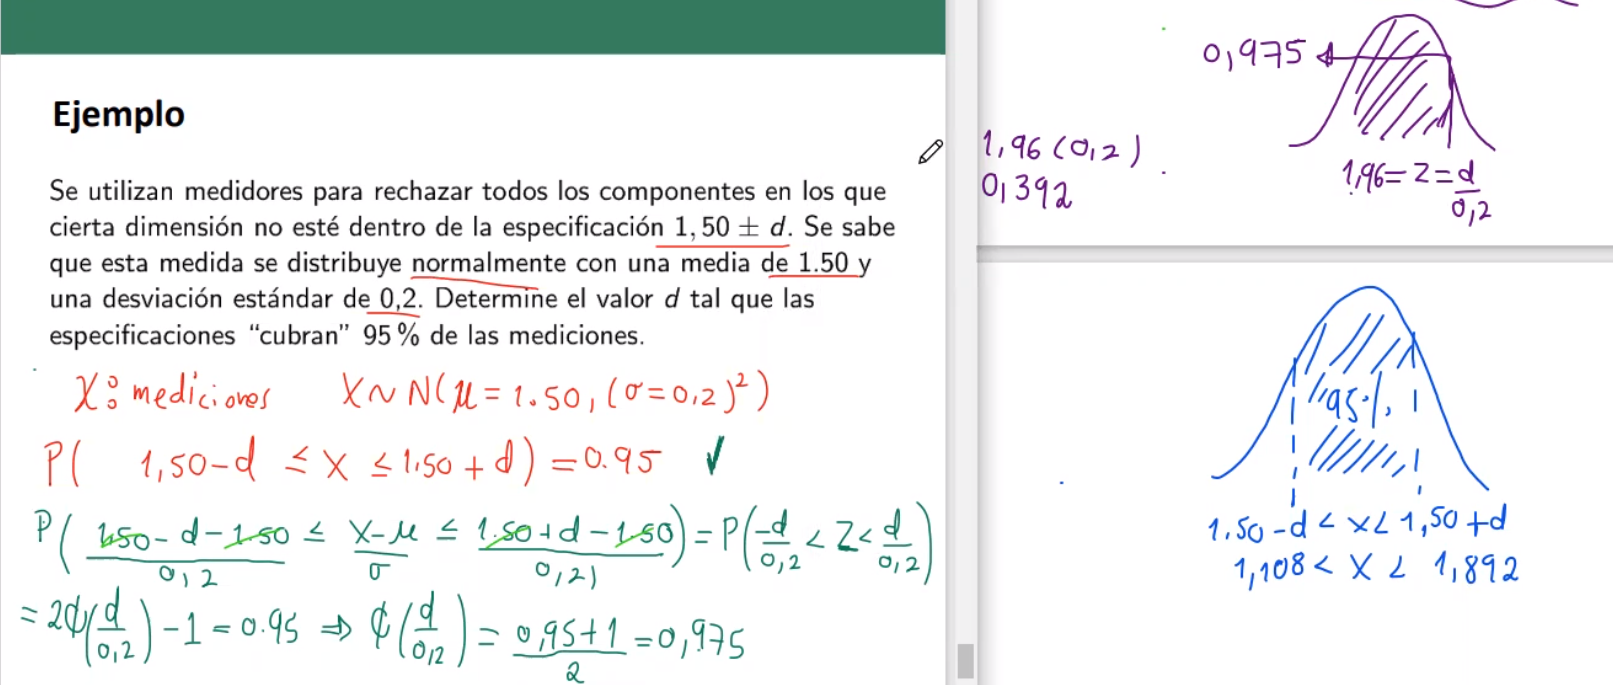 Ejemplo
Se utilizan medidores para rechazar todos los componentes en los que
cierta dimensión no esté dentro de la especificación 1, 50 ± d. Se sabe
que esta medida se distribuye normalmente con una media de 1.50 y
una desviación estándar de 0,2. Determine el valor d tal que las
especificaciones “cubran” 95 % de las mediciones.
X: mediciones X~N(μ=1.50,(σ=0,2)²)
P( 1,50-d ≤ X ≤ 1.50+d)=0.95 ✓
P( (1.50-d-1.50)/0,2 ≤ (X-μ)/σ ≤ (1.50+d-1.50)/0,2)) = P(-d/0,2 < Z < d/0,2)
= 2ϕ(d/0,2)-1=0.95 ⇒ ϕ(d/0,2) = (0,95+1)/2 = 0,975
0,975
1,96(0,2)
0,392
1,96=Z=d/0,2
95%
1.50-d < x < 1,50+d
1,108 < X < 1,892